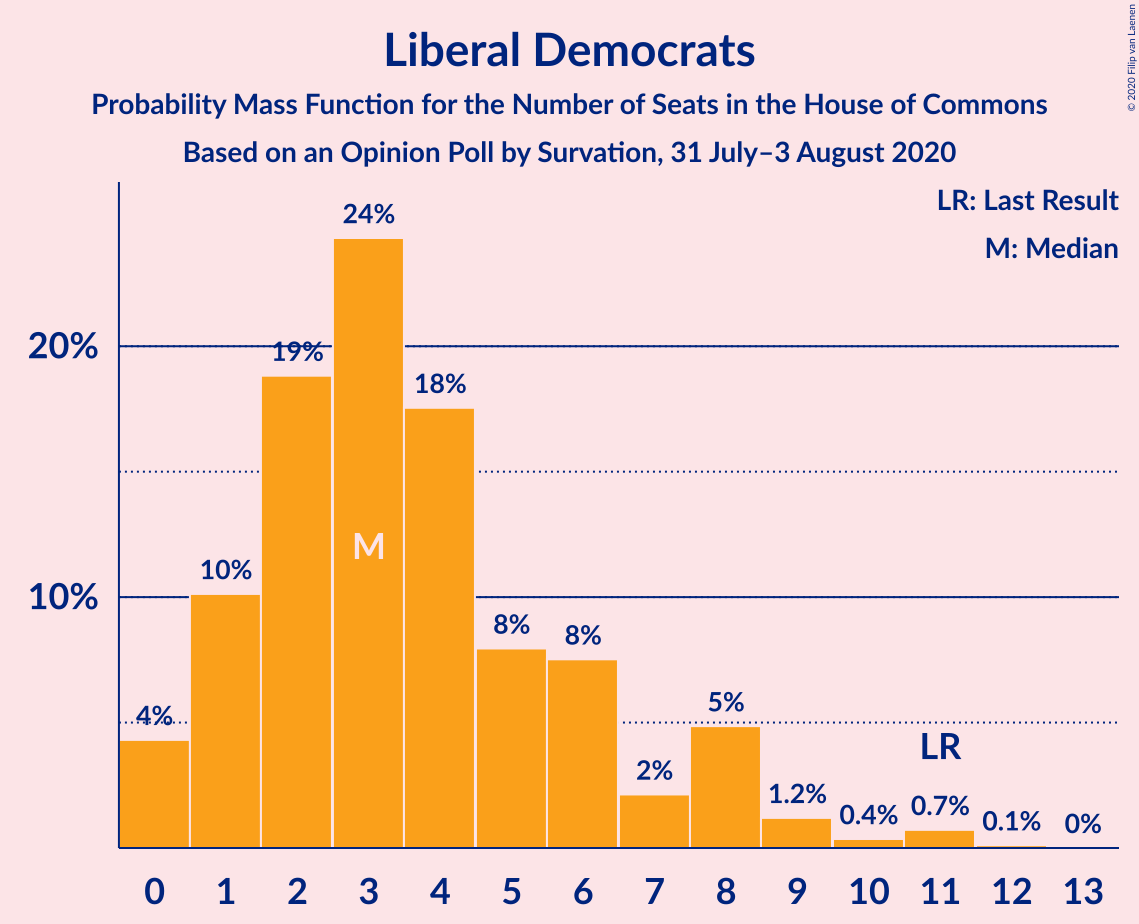 Liberal Democrats
Probability Mass Function for the Number of Seats in the House of Commons
Based on an Opinion Poll by Survation, 31 July–3 August 2020
© 2020 Filip van Laenen
LR: Last Result
M: Median
24%
20%
19%
18%
M
10%
10%
8%
8%
5%
4%
LR
2%
1.2%
0.4%
0.7%
0.1%
0%
0 1 2 3 4 5 6 7 8 9 10 11 12 13